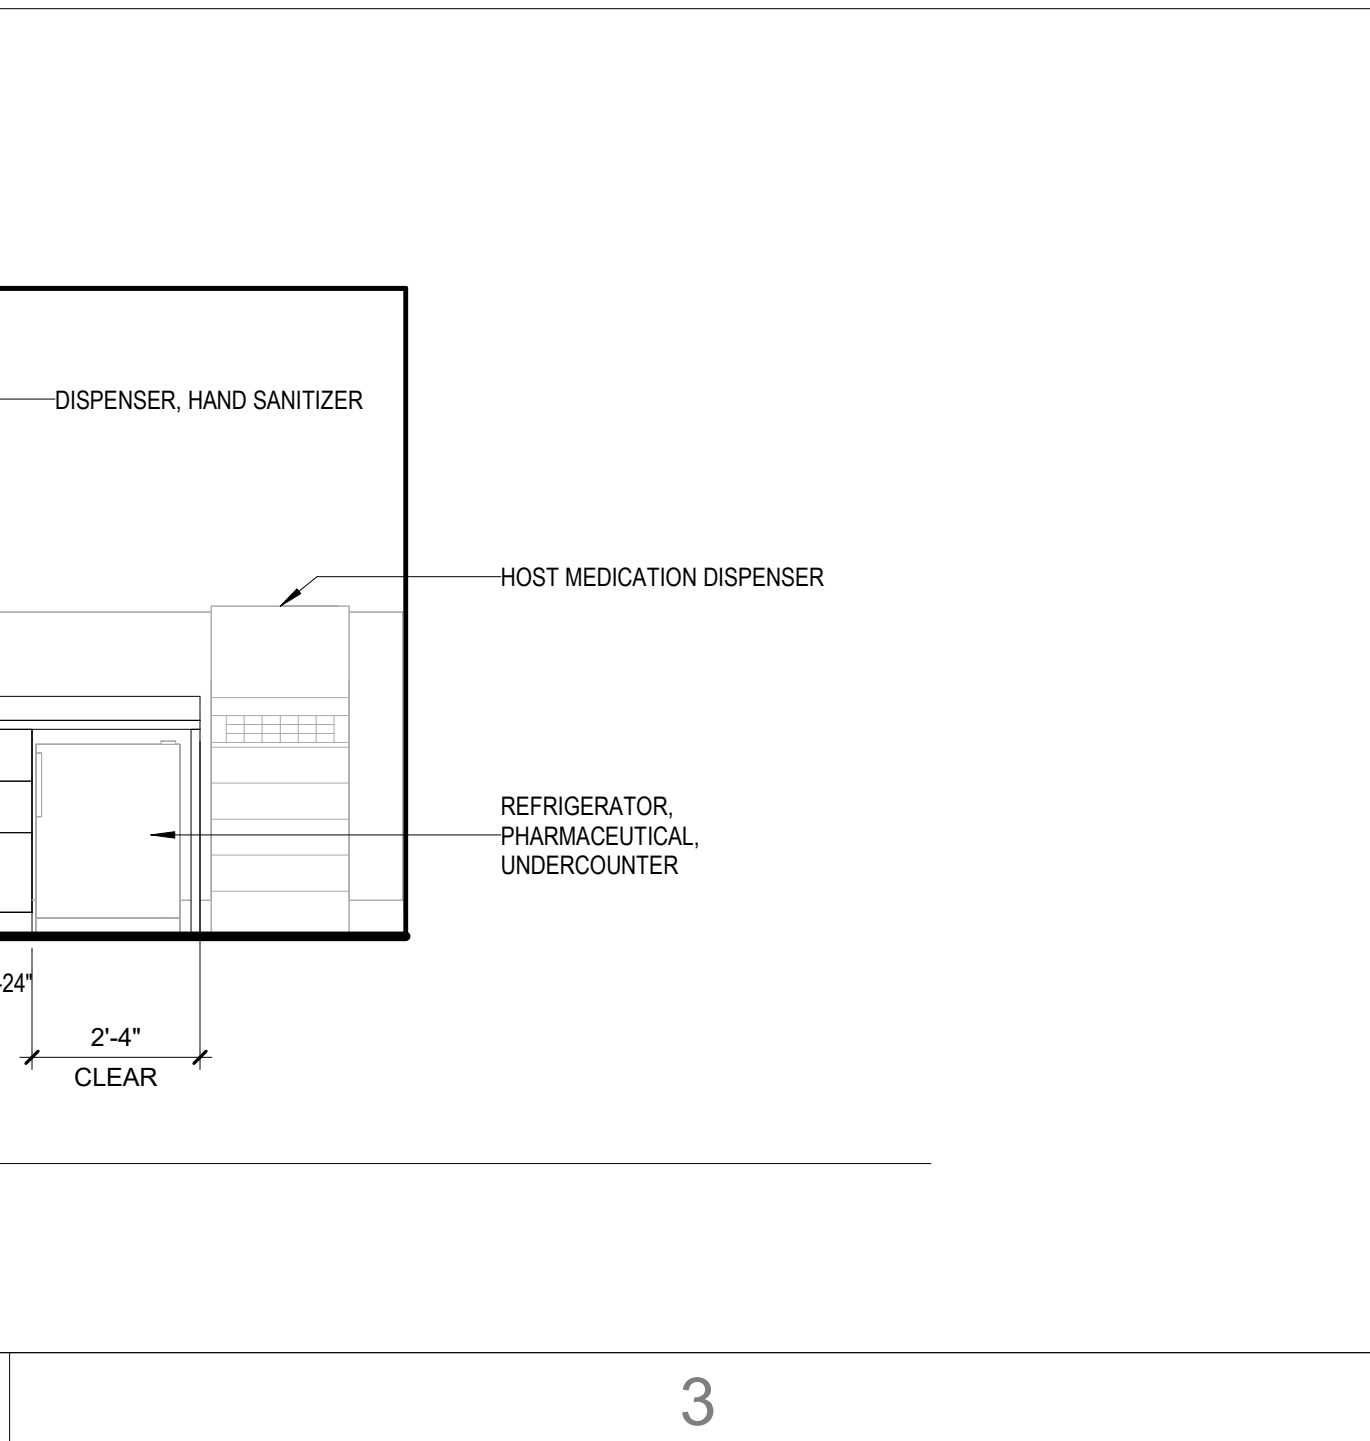 DISPENSER, HAND SANITIZER
HOST MEDICATION DISPENSER
REFRIGERATOR,
PHARMACEUTICAL,
UNDERCOUNTER
-24"
2'-4"
CLEAR
3